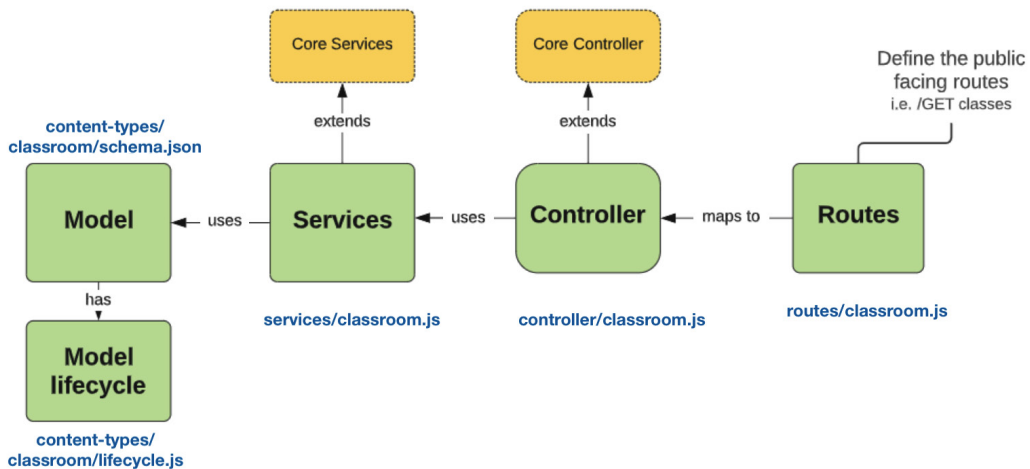 Core Services
Core Controller
Define the public
facing routes
i.e. /GET classes
extends
extends
content-types/
classroom/schema.json
Model
uses
Services
uses
Controller
maps to
Routes
has
services/classroom.js
controller/classroom.js
routes/classroom.js
Model
lifecycle
content-types/
classroom/lifecycle.js